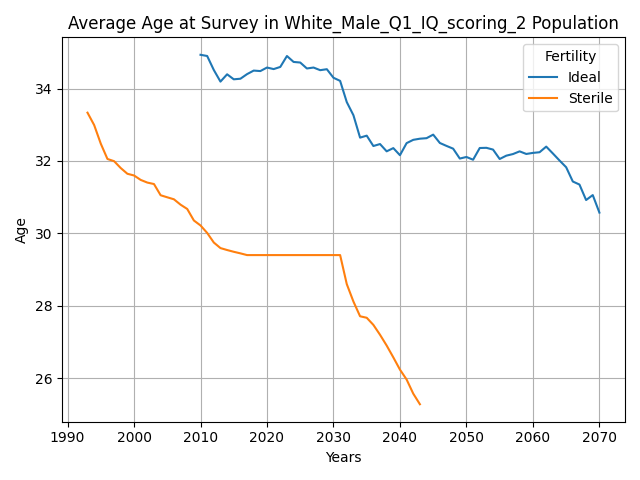 Average Age at Survey in White_Male_Q1_IQ_scoring_2 Population
Fertility
Ideal
Sterile
Age
34
32
30
28
26
1990 2000 2010 2020 2030 2040 2050 2060 2070
Years